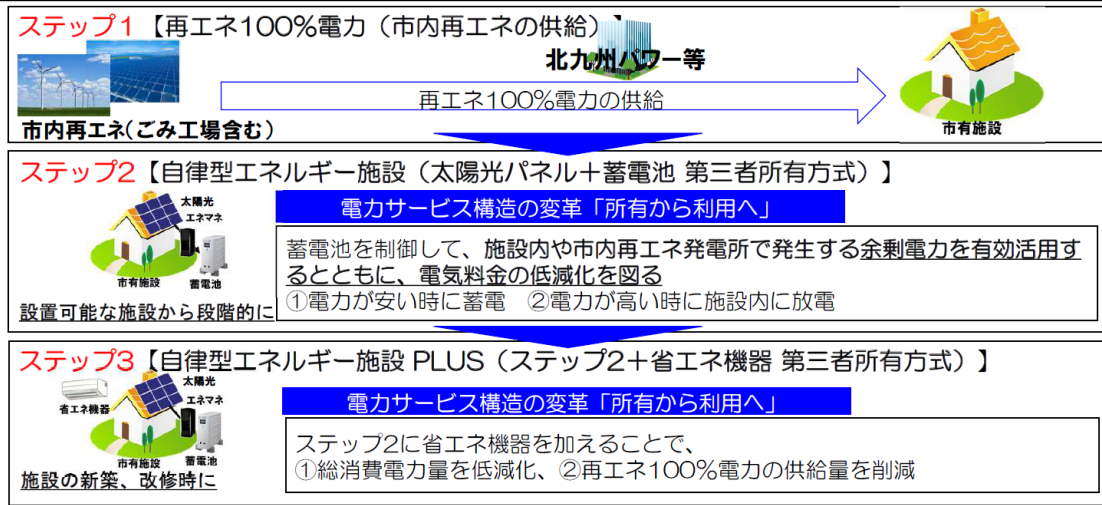 ステップ1【再エネ100%電力(市内再エネの供給)】
北九州パワー等
再エネ100%電力の供給
市内再エネ(ごみ工場含む)
市有施設
ステップ2【自律型エネルギー施設(太陽光パネル+蓄電池 第三者所有方式)】
太陽光
エネマネ
市有施設
蓄電池
設置可能な施設から段階的に
電力サービス構造の変革「所有から利用へ」
蓄電池を制御して、施設内や市内再エネ発電所で発生する余剰電力を有効活用す
るとともに、電気料金の低減化を図る
①電力が安い時に蓄電 ②電力が高い時に施設内に放電
ステップ3【自律型エネルギー施設 PLUS(ステップ2+省エネ機器 第三者所有方式)】
太陽光
省エネ機器
エネマネ
市有施設
蓄電池
施設の新築、改修時に
電力サービス構造の変革「所有から利用へ」
ステップ2に省エネ機器を加えることで、
①総消費電力量を低減化、②再エネ100%電力の供給量を削減